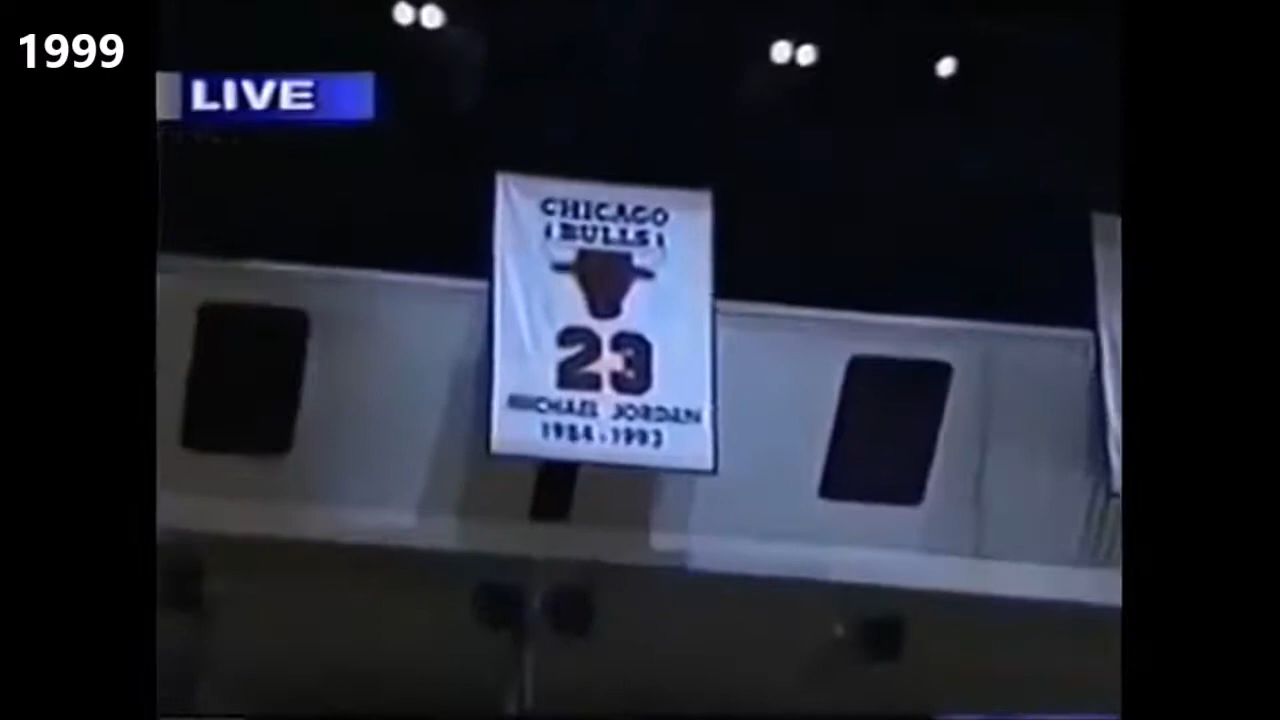 1999
LIVE
CHICAGO
BULLS
23
MICHAEL JORDAN
1984-1993